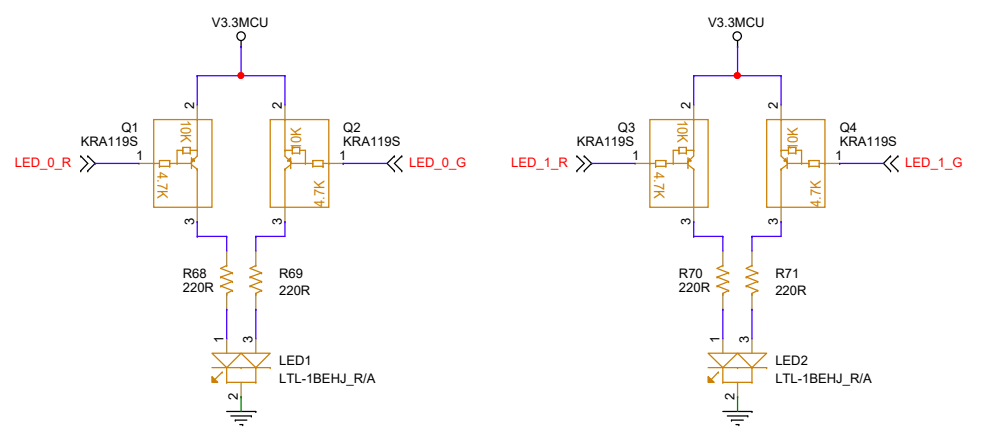 V3.3MCU
2
2
Q1
KRA119S
10K
10K
Q2
KRA119S
LED_0_R
1
4.7K
4.7K
1
LED_0_G
3
3
R68
220R
R69
220R
1
3
LED1
LTL-1BEHJ_R/A
2
V3.3MCU
2
2
Q3
KRA119S
10K
10K
Q4
KRA119S
LED_1_R
1
4.7K
4.7K
1
LED_1_G
3
3
R70
220R
R71
220R
1
3
LED2
LTL-1BEHJ_R/A
2